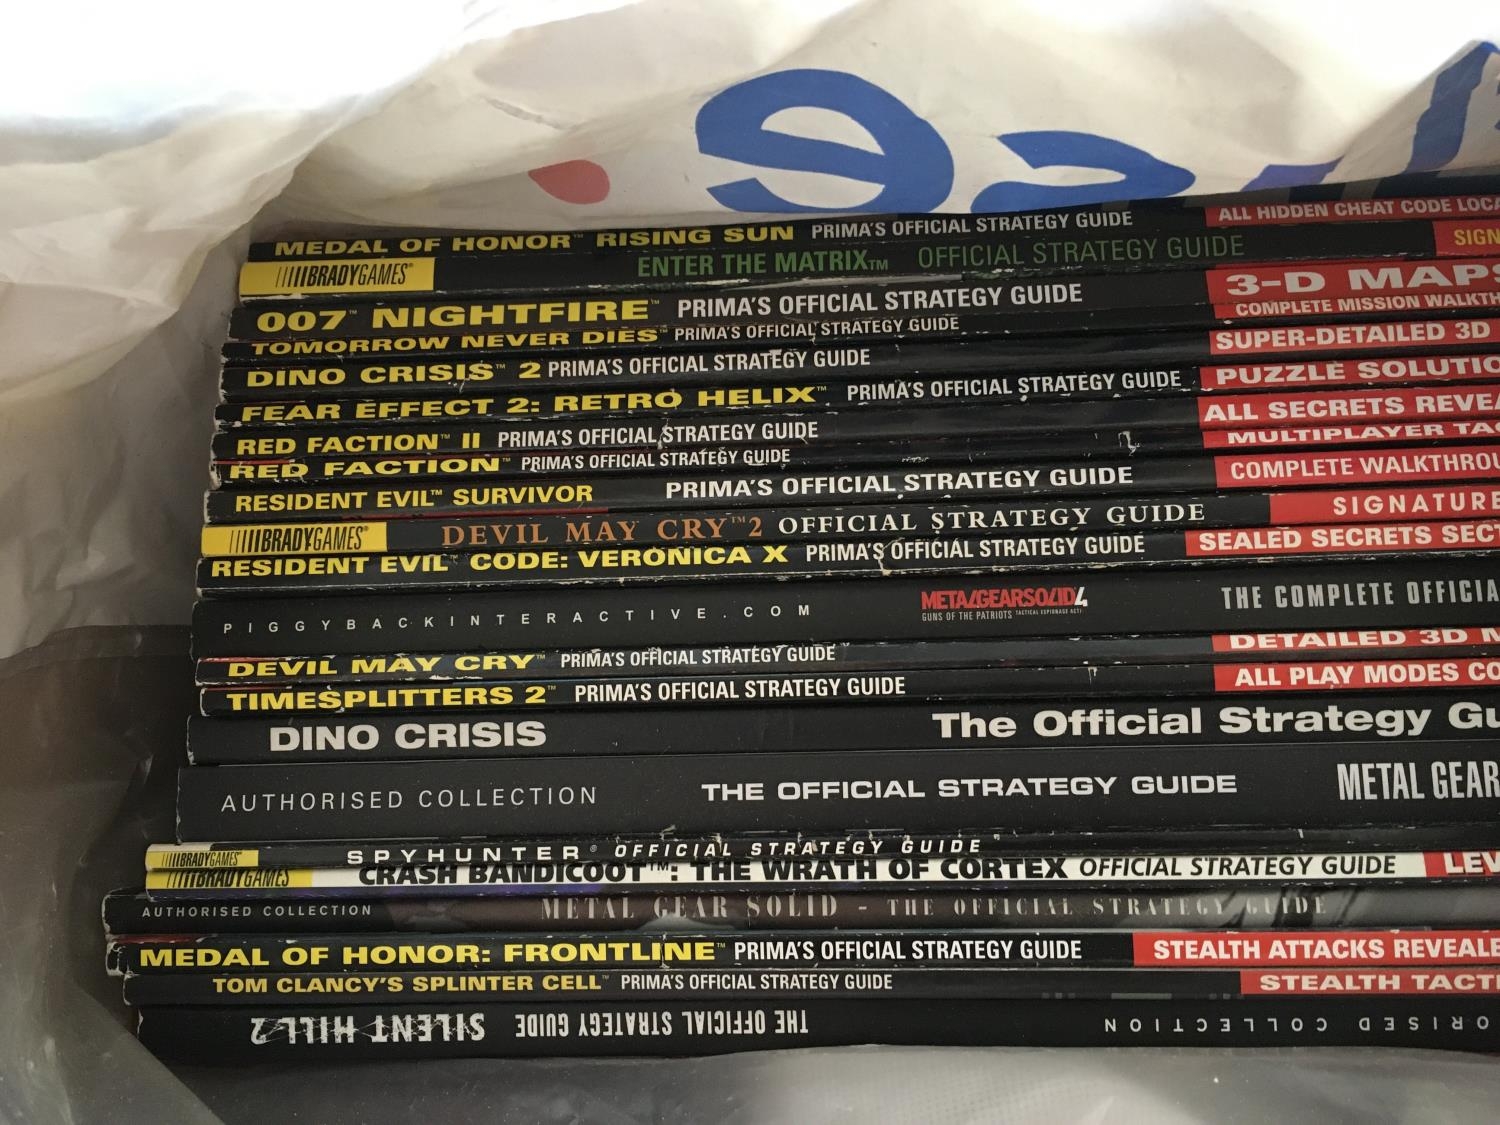 MEDAL OF HONOR™ RISING SUN PRIMA'S OFFICIAL STRATEGY GUIDE ALL HIDDEN CHEAT CODE LOCA
BRADYGAMES® ENTER THE MATRIX™ OFFICIAL STRATEGY GUIDE SIGN
007™ NIGHTFIRE™ PRIMA'S OFFICIAL STRATEGY GUIDE 3-D MAPS
TOMORROW NEVER DIES™ PRIMA'S OFFICIAL STRATEGY GUIDE COMPLETE MISSION WALKTH
DINO CRISIS™ 2 PRIMA'S OFFICIAL STRATEGY GUIDE SUPER-DETAILED 3D
FEAR EFFECT 2: RETRO HELIX™ PRIMA'S OFFICIAL STRATEGY GUIDE PUZZLE SOLUTIO
RED FACTION™ II PRIMA'S OFFICIAL STRATEGY GUIDE ALL SECRETS REVEA
RED FACTION™ PRIMA'S OFFICIAL STRATEGY GUIDE MULTIPLAYER TAC
RESIDENT EVIL™ SURVIVOR PRIMA'S OFFICIAL STRATEGY GUIDE COMPLETE WALKTHROU
BRADYGAMES® DEVIL MAY CRY™ 2 OFFICIAL STRATEGY GUIDE SIGNATURE
RESIDENT EVIL™ CODE: VERONICA X PRIMA'S OFFICIAL STRATEGY GUIDE SEALED SECRETS SECT
PIGGYBACKINTERACTIVE.COM METAL GEAR SOLID 4 THE COMPLETE OFFICIA
GUNS OF THE PATRIOTS TACTICAL ESPIONAGE ACTION
DEVIL MAY CRY™ PRIMA'S OFFICIAL STRATEGY GUIDE DETAILED 3D M
TIMESPLITTERS 2™ PRIMA'S OFFICIAL STRATEGY GUIDE ALL PLAY MODES CO
DINO CRISIS The Official Strategy Gu
AUTHORISED COLLECTION THE OFFICIAL STRATEGY GUIDE METAL GEAR
BRADYGAMES® SPYHUNTER® OFFICIAL STRATEGY GUIDE
BRADYGAMES CRASH BANDICOOT™: THE WRATH OF CORTEX OFFICIAL STRATEGY GUIDE LEV
AUTHORISED COLLECTION METAL GEAR SOLID - THE OFFICIAL STRATEGY GUIDE
MEDAL OF HONOR: FRONTLINE™ PRIMA'S OFFICIAL STRATEGY GUIDE STEALTH ATTACKS REVEALE
TOM CLANCY'S SPLINTER CELL™ PRIMA'S OFFICIAL STRATEGY GUIDE STEALTH TACTI
ORISED COLLECTION THE OFFICIAL STRATEGY GUIDE SILENT HILL 2